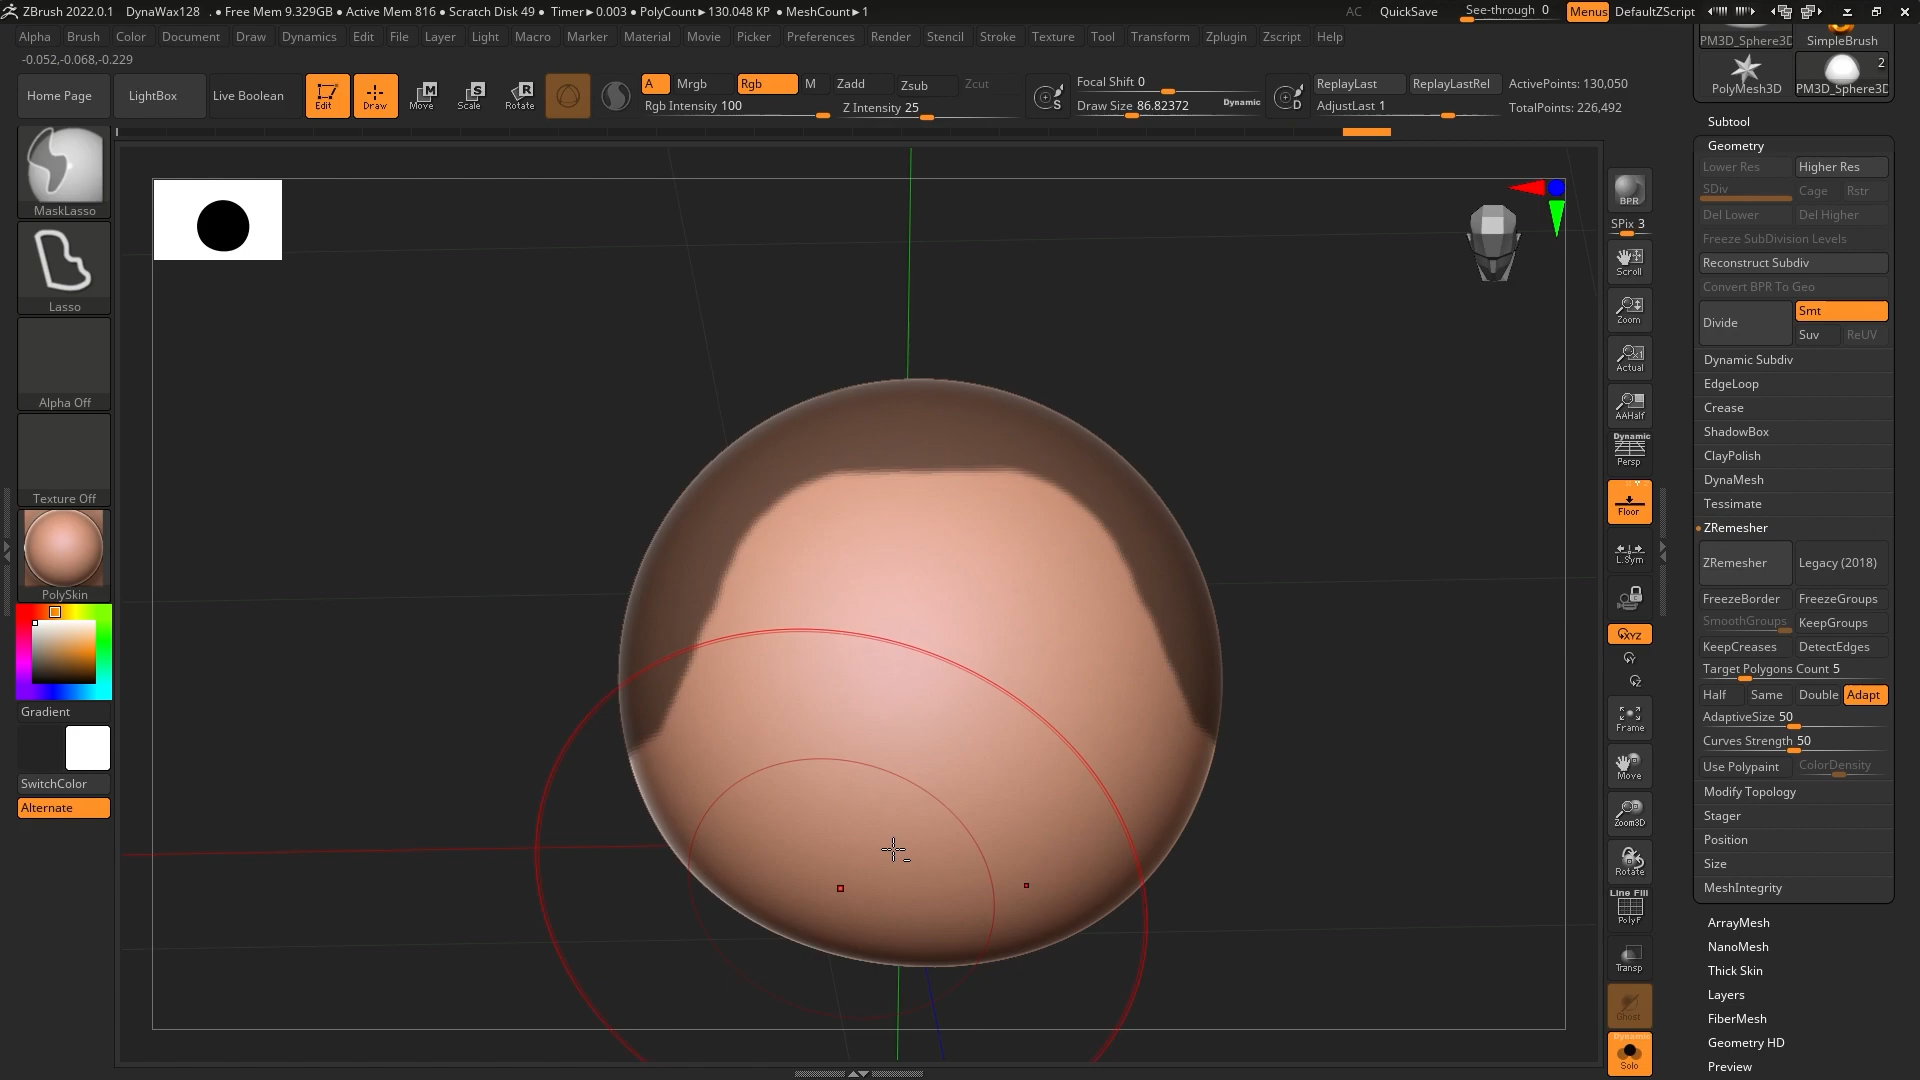 ZBrush 2022.0.1 DynaWax128 . ● Free Mem 9.329GB ● Active Mem 816 ● Scratch Disk 49 ● Timer►0.003 ● PolyCount►130.048 KP ● MeshCount►1 AC QuickSave See-through 0 Menus DefaultZScript
Alpha Brush Color Document Draw Dynamics Edit File Layer Light Macro Marker Material Movie Picker Preferences Render Stencil Stroke Texture Tool Transform Zplugin Zscript Help
-0.052,-0.068,-0.229
Home Page LightBox Live Boolean Edit Draw Move Scale Rotate
M S R
A Mrgb Rgb M Zadd Zsub Zcut
Rgb Intensity 100 Z Intensity 25
S Focal Shift 0
Draw Size 86.82372 Dynamic
D ReplayLast ReplayLastRel ActivePoints: 130,050
AdjustLast 1 TotalPoints: 226,492
MaskLasso
Lasso
Alpha Off
Texture Off
PolySkin
Gradient
SwitchColor
Alternate
BPR
SPix 3
Scroll
Zoom
Actual
AAHalf
Dynamic
Persp
Floor
L.Sym
XYZ
Y
Z
Frame
Move
Zoom3D
Rotate
Line Fill
PolyF
Transp
Ghost
Dynamic
Solo
PM3D_Sphere3D SimpleBrush
2
PolyMesh3D PM3D_Sphere3D
Subtool
Geometry
Lower Res Higher Res
SDiv Cage Rstr
Del Lower Del Higher
Freeze SubDivision Levels
Reconstruct Subdiv
Convert BPR To Geo
Divide Smt
Suv ReUV
Dynamic Subdiv
EdgeLoop
Crease
ShadowBox
ClayPolish
DynaMesh
Tessimate
ZRemesher
ZRemesher Legacy (2018)
FreezeBorder FreezeGroups
SmoothGroups KeepGroups
KeepCreases DetectEdges
Target Polygons Count 5
Half Same Double Adapt
AdaptiveSize 50
Curves Strength 50
Use Polypaint ColorDensity
Modify Topology
Stager
Position
Size
MeshIntegrity
ArrayMesh
NanoMesh
Thick Skin
Layers
FiberMesh
Geometry HD
Preview